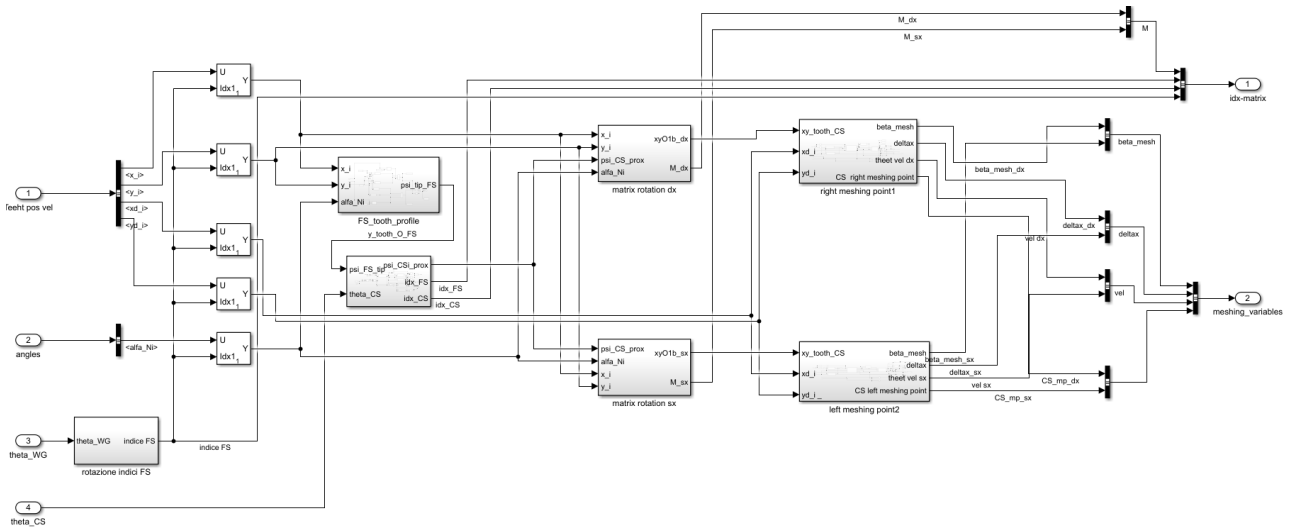 M_dx
M_sx
M
U
Idx1
1
Y
1
idx-matrix
U
Idx1
1
Y
x_i
y_i
psi_CS_prox
alfa_Ni
xyO1b_dx
M_dx
matrix rotation dx
xy_tooth_CS
xd_i
yd_i
beta_mesh
deltax
theet vel dx
CS right meshing point
right meshing point1
beta_mesh_dx
beta_mesh
1
Teeht pos vel
<x_i>
<y_i>
<xd_i>
<yd_i>
x_i
y_i
alfa_Ni
psi_tip_FS
FS_tooth_profile
y_tooth_O_FS
U
Idx1
1
Y
vel dx
deltax_dx
deltax
psi_FS_tip
theta_CS
psi_CSi_prox
idx_FS
idx_CS
idx_FS
idx_CS
U
Idx1
1
Y
vel
2
meshing_variables
2
angles
<alfa_Ni>
U
Idx1
1
Y
psi_CS_prox
alfa_Ni
x_i
y_i
xyO1b_sx
M_sx
matrix rotation sx
xy_tooth_CS
xd_i
yd_i _
beta_mesh
deltax
theet vel sx
CS left meshing point
left meshing point2
beta_mesh_sx
deltax_sx
vel sx
CS_mp_sx
CS_mp_dx
3
theta_WG
theta_WG
indice FS
rotazione indici FS
indice FS
4
theta_CS